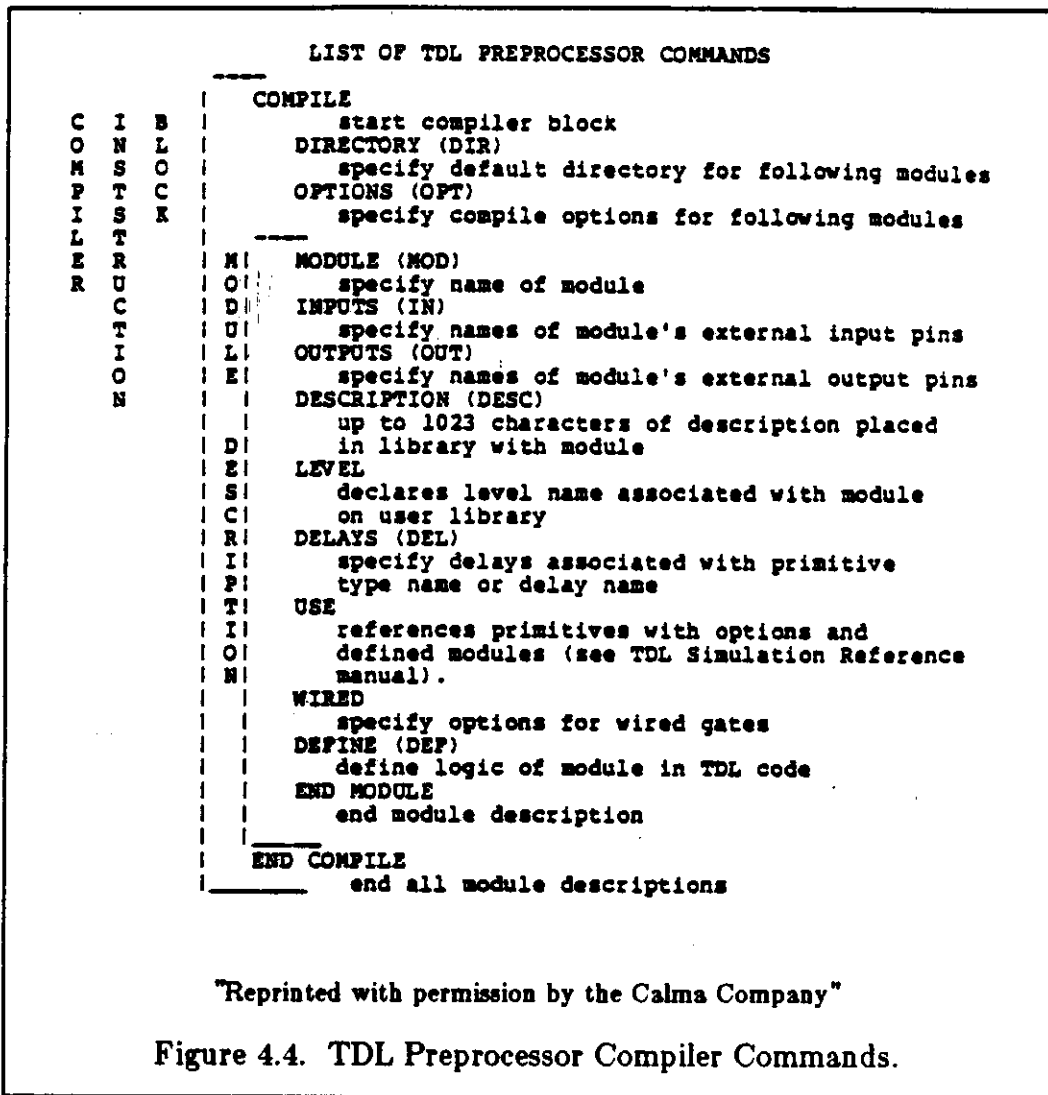 LIST OF TDL PREPROCESSOR COMMANDS
COMPILER
INSTSTRUCTION
BLOCK
COMPILE
start compiler block
DIRECTORY (DIR)
specify default directory for following modules
OPTIONS (OPT)
specify compile options for following modules
MODULE DESCRIPTION
MODULE (MOD)
specify name of module
INPUTS (IN)
specify names of module's external input pins
OUTPUTS (OUT)
specify names of module's external output pins
DESCRIPTION (DESC)
up to 1023 characters of description placed
in library with module
LEVEL
declares level name associated with module
on user library
DELAYS (DEL)
specify delays associated with primitive
type name or delay name
USE
references primitives with options and
defined modules (see TDL Simulation Reference
manual).
WIRED
specify options for wired gates
DEFINE (DEF)
define logic of module in TDL code
END MODULE
end module description
END COMPILE
end all module descriptions
"Reprinted with permission by the Calma Company"
Figure 4.4. TDL Preprocessor Compiler Commands.